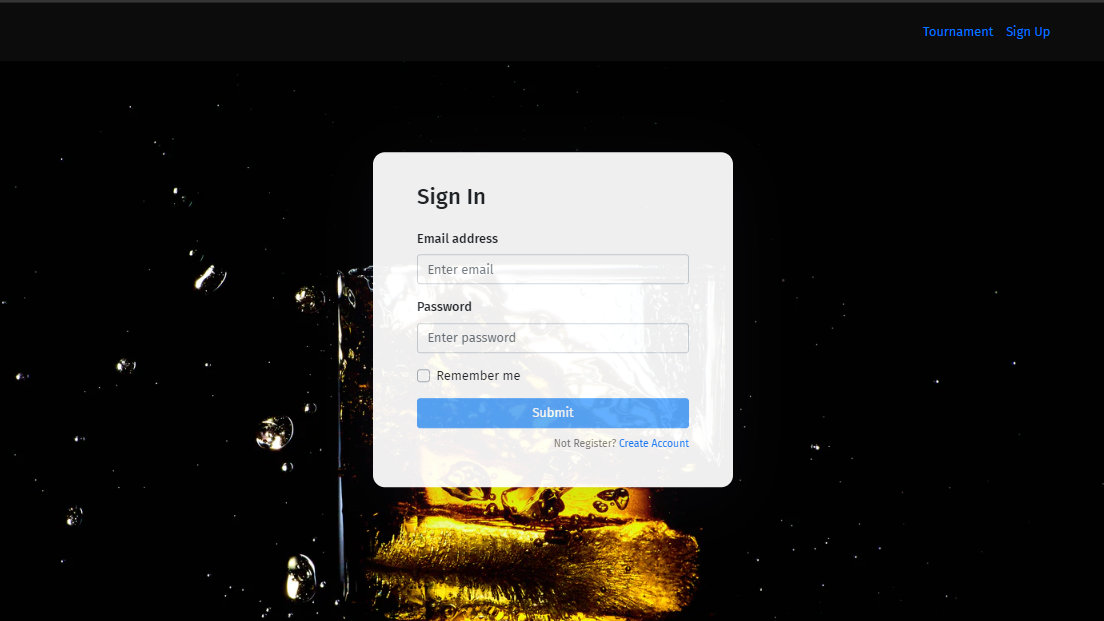 Tournament Sign Up
Sign In
Email address
Enter email
Password
Enter password
Remember me
Submit
Not Register? Create Account